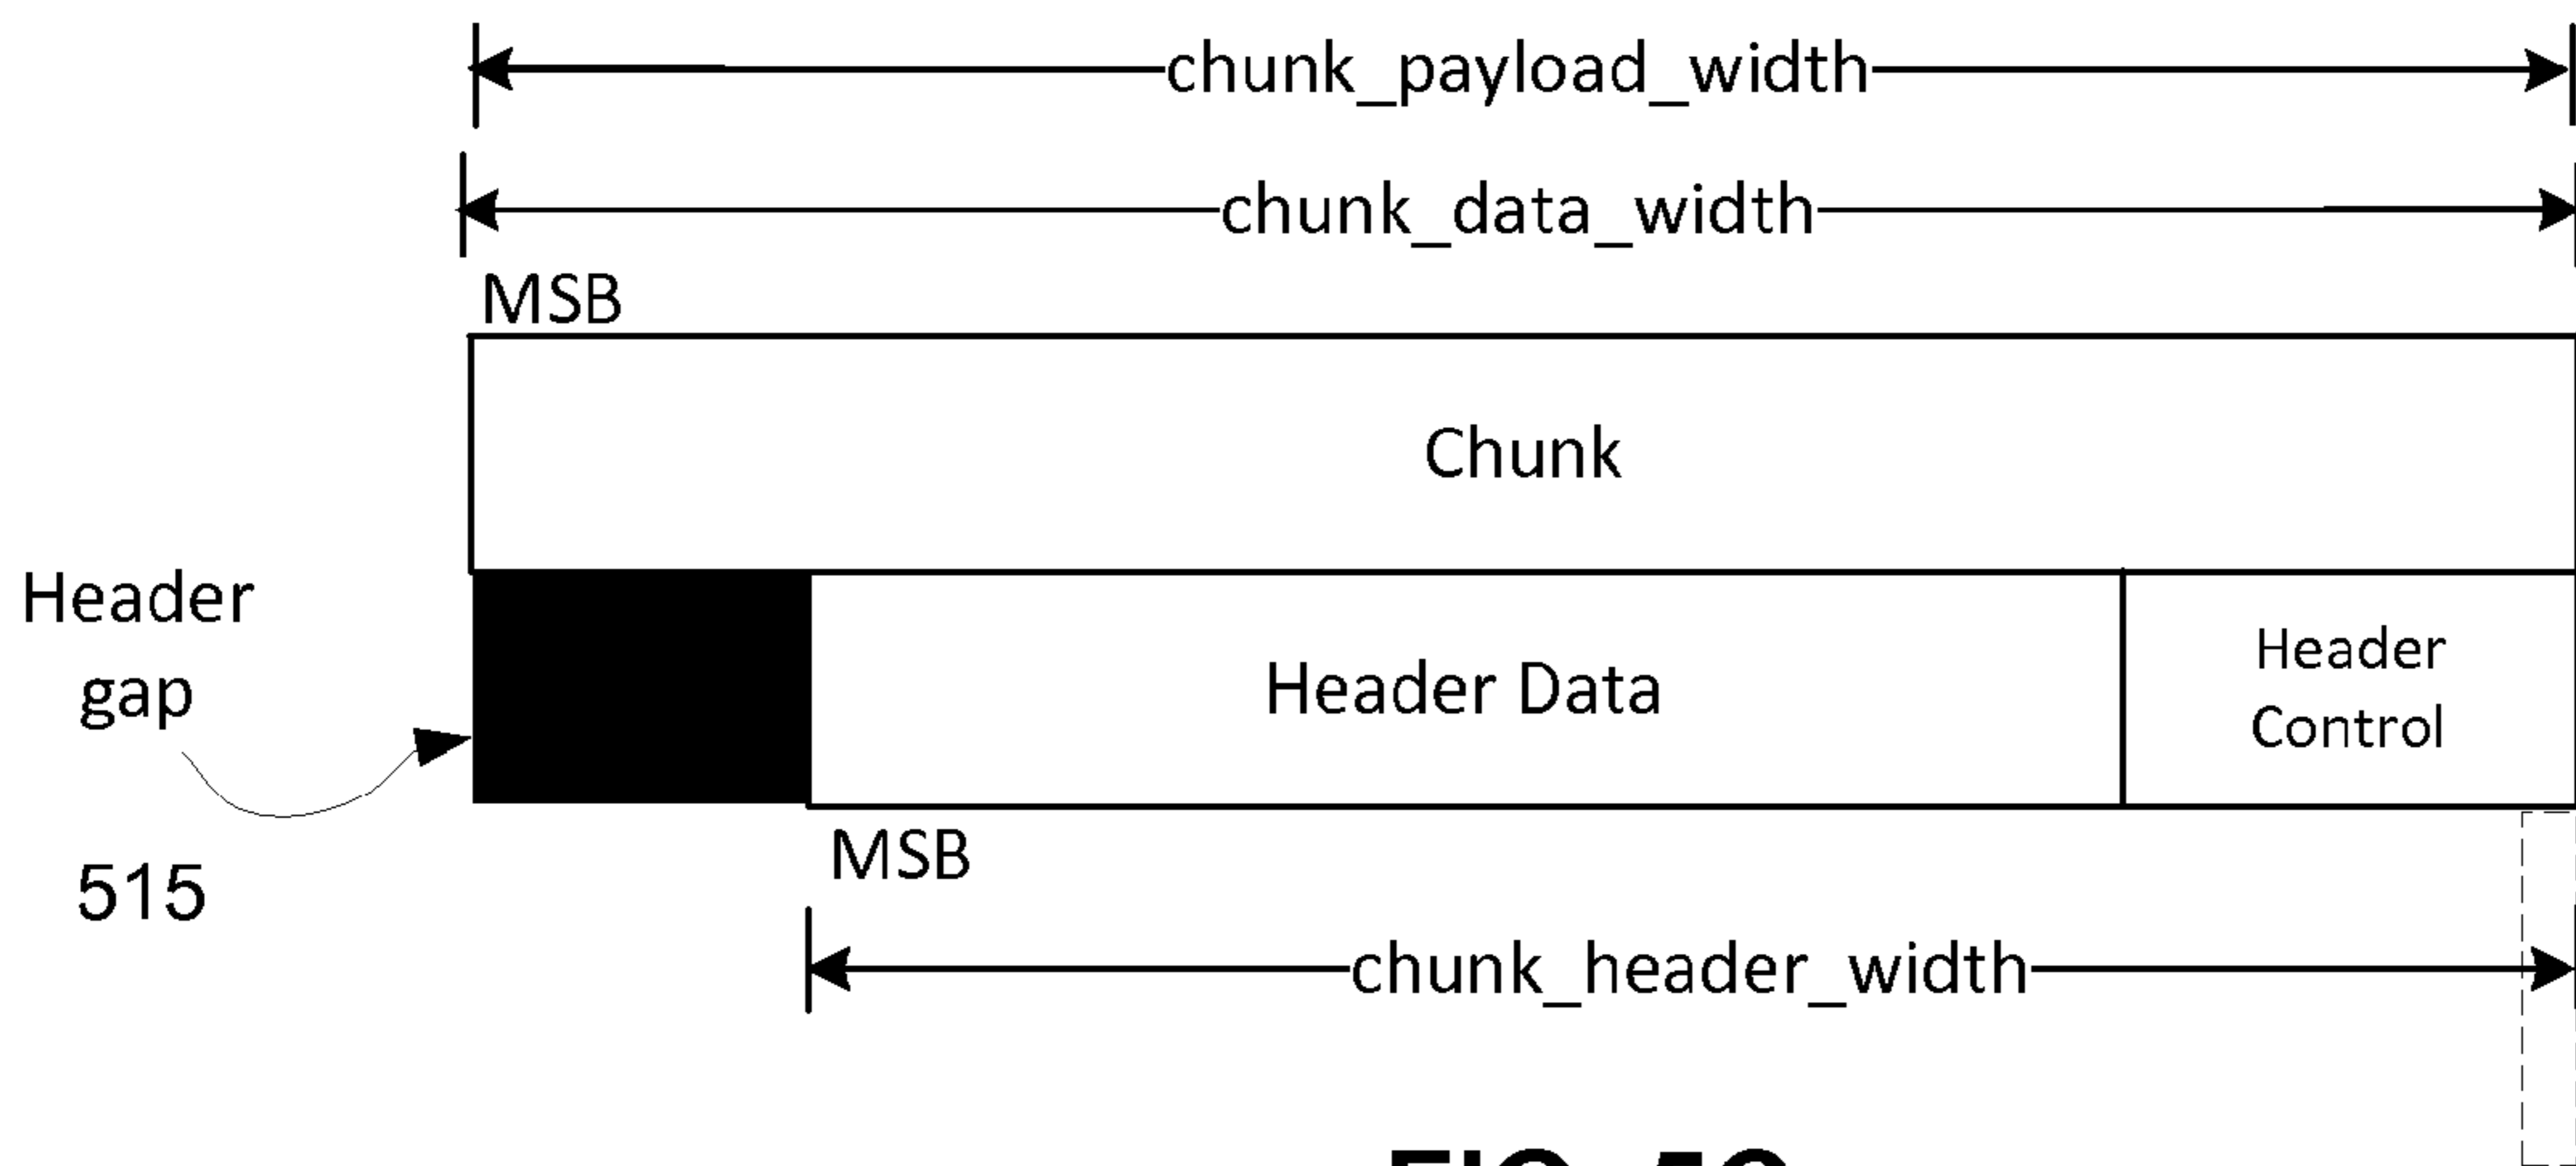 chunk_payload_width
chunk_data_width
MSB
Chunk
Header
gap
Header Data
Header
Control
515
MSB
chunk_header_width